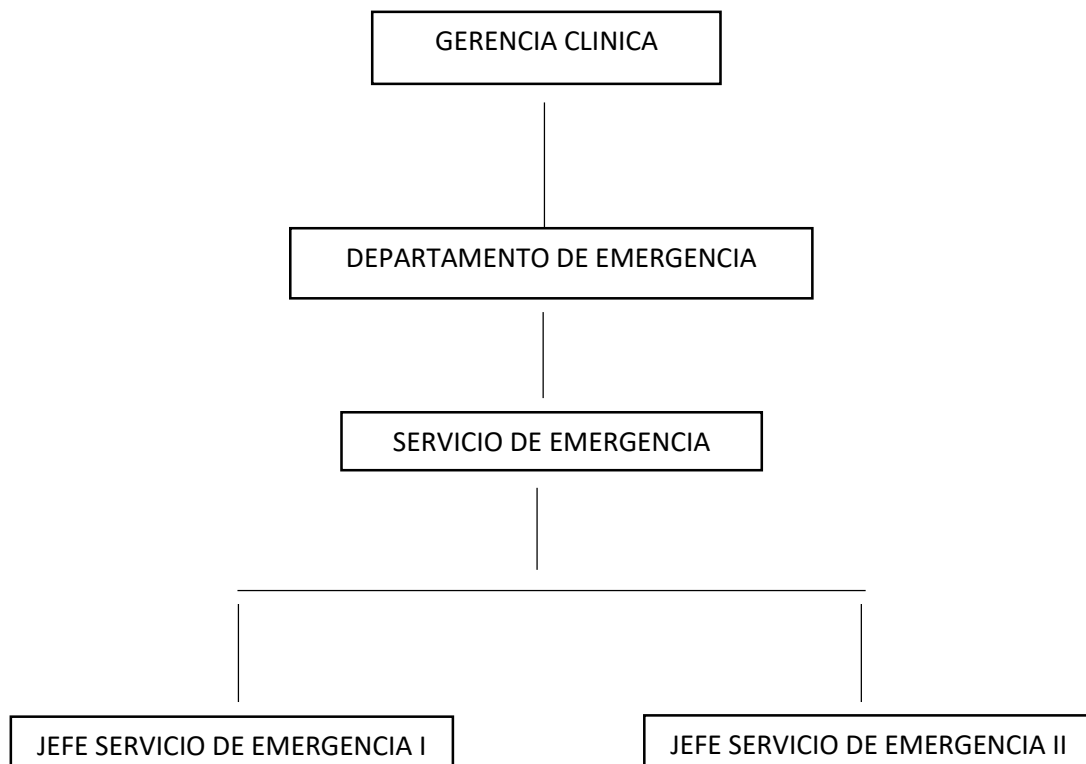 GERENCIA CLINICA
DEPARTAMENTO DE EMERGENCIA
SERVICIO DE EMERGENCIA
JEFE SERVICIO DE EMERGENCIA I
JEFE SERVICIO DE EMERGENCIA II